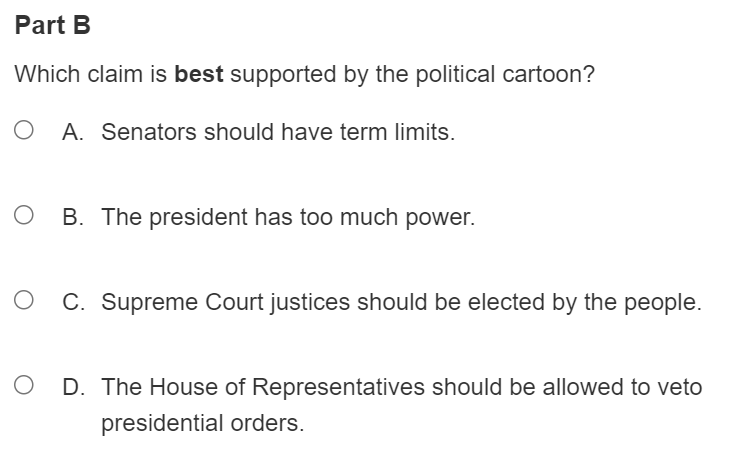 Part B
Which claim is best supported by the political cartoon?
A. Senators should have term limits.
B. The president has too much power.
C. Supreme Court justices should be elected by the people.
D. The House of Representatives should be allowed to veto
presidential orders.